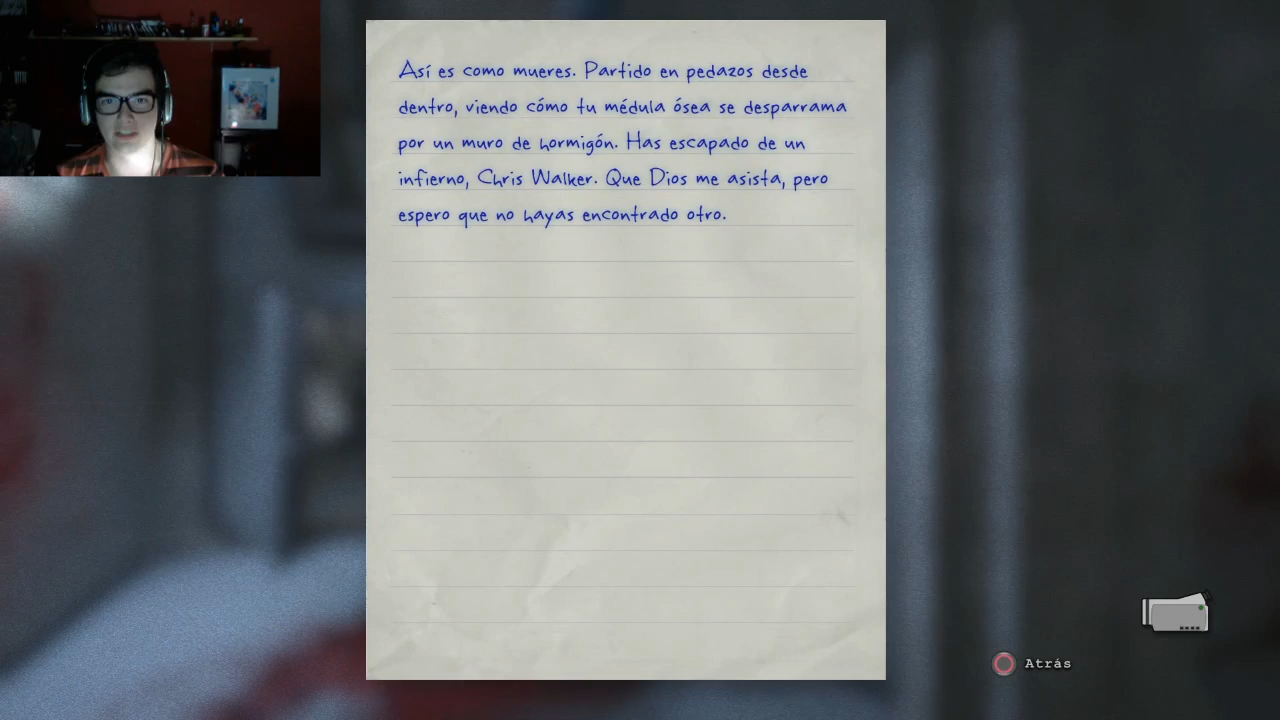 Así es como mueres. Partido en pedazos desde
dentro, viendo cómo tu médula ósea se desparrama
por un muro de hormigón. Has escapado de un
infierno, Chris Walker. Que Dios me asista, pero
espero que no hayas encontrado otro.
Atrás